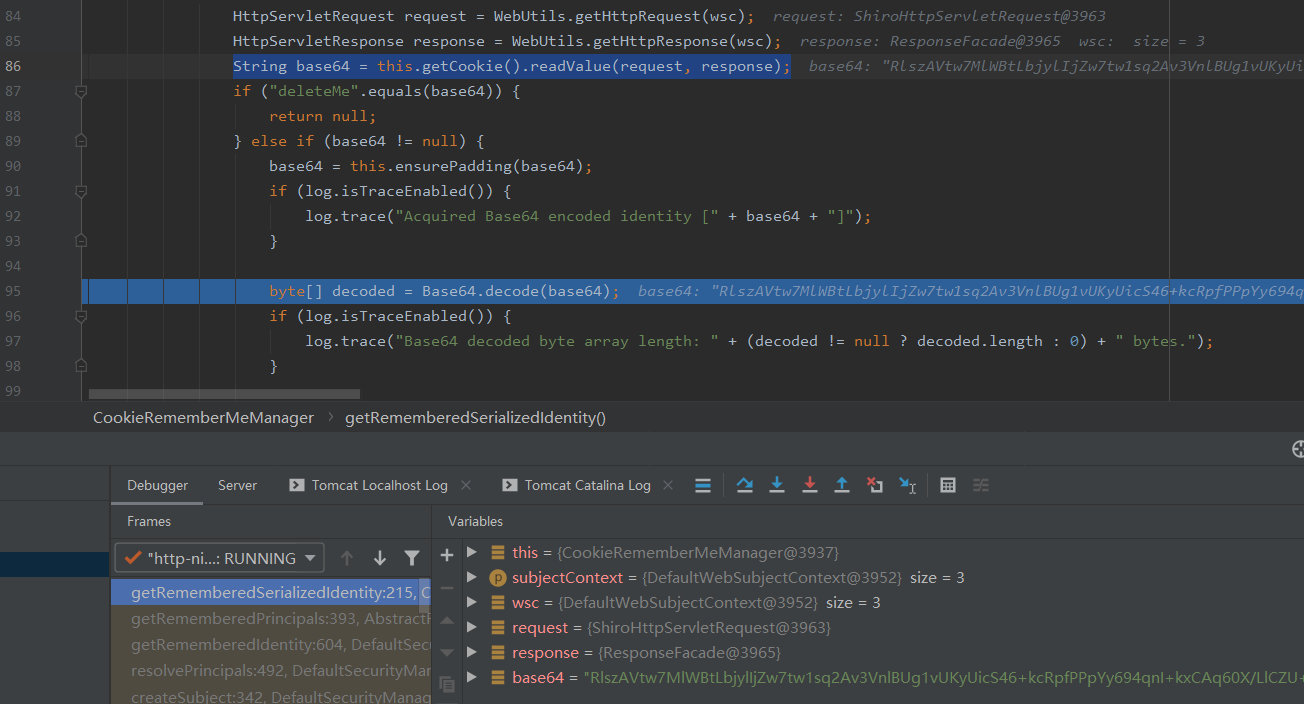 84 HttpServletRequest request = WebUtils.getHttpRequest(wsc); request: ShiroHttpServletRequest@3963
85 HttpServletResponse response = WebUtils.getHttpResponse(wsc); response: ResponseFacade@3965 wsc: size = 3
86 String base64 = this.getCookie().readValue(request, response); base64: "RlszAVtw7MlWBtLbjylIjZw7tw1sq2Av3VnlBUg1vUKyUi
87 if ("deleteMe".equals(base64)) {
88 return null;
89 } else if (base64 != null) {
90 base64 = this.ensurePadding(base64);
91 if (log.isTraceEnabled()) {
92 log.trace("Acquired Base64 encoded identity [" + base64 + "]");
93 }
94
95 byte[] decoded = Base64.decode(base64); base64: "RlszAVtw7MlWBtLbjylIjZw7tw1sq2Av3VnlBUg1vUKyUicS46+kcRpfPPpYy694q
96 if (log.isTraceEnabled()) {
97 log.trace("Base64 decoded byte array length: " + (decoded != null ? decoded.length : 0) + " bytes.");
98 }
99
CookieRememberMeManager › getRememberedSerializedIdentity()
Debugger Server Tomcat Localhost Log Tomcat Catalina Log
Frames Variables
"http-ni...: RUNNING
this = {CookieRememberMeManager@3937}
subjectContext = {DefaultWebSubjectContext@3952} size = 3
wsc = {DefaultWebSubjectContext@3952} size = 3
request = {ShiroHttpServletRequest@3963}
response = {ResponseFacade@3965}
base64 = "RlszAVtw7MlWBtLbjylIjZw7tw1sq2Av3VnlBUg1vUKyUicS46+kcRpfPPpYy694qnI+kxCAq60X/LlCZU+
getRememberedSerializedIdentity:215, C
getRememberedPrincipals:393, AbstractR
getRememberedIdentity:604, DefaultSec
resolvePrincipals:492, DefaultSecurityMan
createSubject:342, DefaultSecurityManag